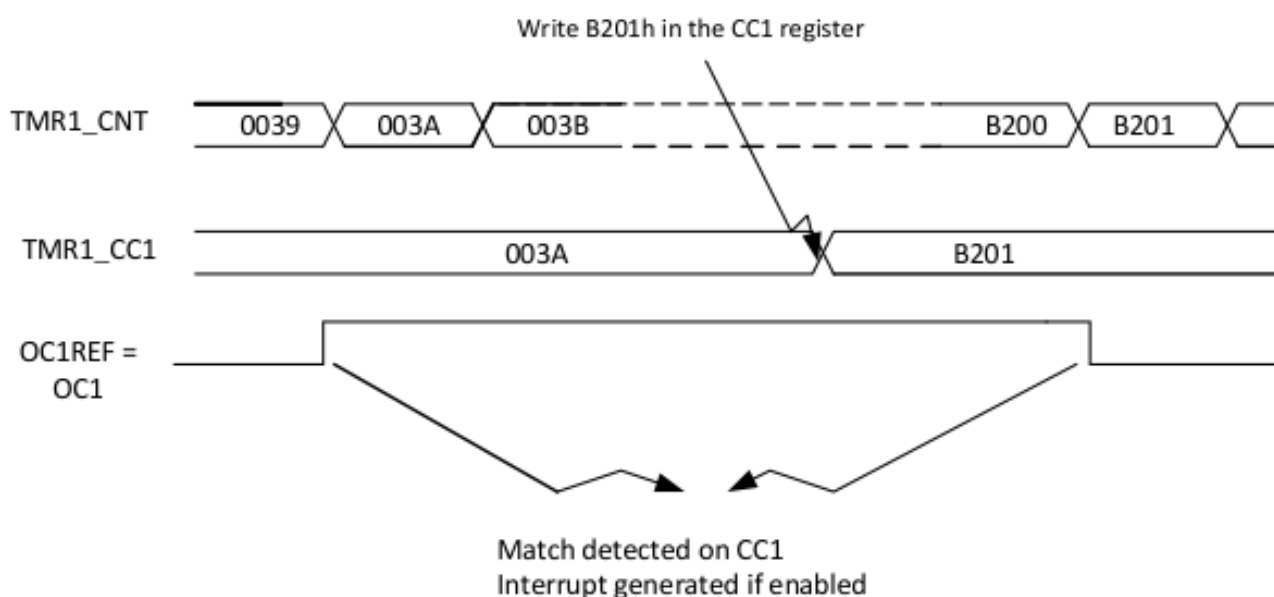 Write B201h in the CC1 register
TMR1_CNT 0039 003A 003B B200 B201
TMR1_CC1 003A B201
OC1REF =
OC1
Match detected on CC1
Interrupt generated if enabled